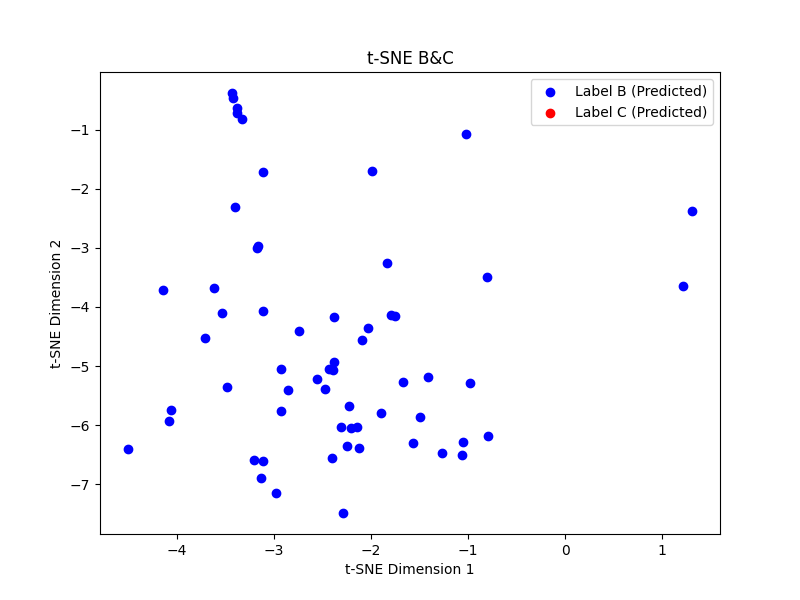 t-SNE B&C
Label B (Predicted)
Label C (Predicted)
−1
−2
−3
−4
−5
−6
−7
t-SNE Dimension 2
−4
−3
−2
−1
0
1
t-SNE Dimension 1